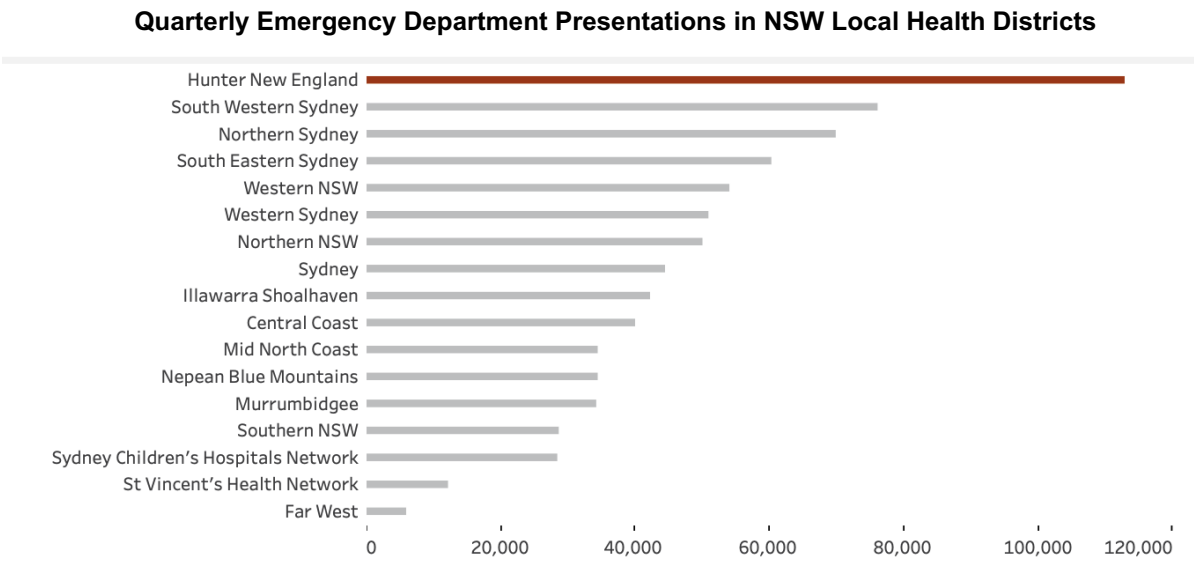 Quarterly Emergency Department Presentations in NSW Local Health Districts
Hunter New England
South Western Sydney
Northern Sydney
South Eastern Sydney
Western NSW
Western Sydney
Northern NSW
Sydney
Illawarra Shoalhaven
Central Coast
Mid North Coast
Nepean Blue Mountains
Murrumbidgee
Southern NSW
Sydney Children’s Hospitals Network
St Vincent’s Health Network
Far West
0 20,000 40,000 60,000 80,000 100,000 120,000